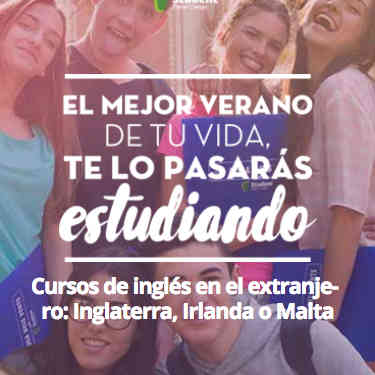 EL MEJOR VERANO
DE TU VIDA,
TE LO PASARÁS
estudiando
Cursos de inglés en el extranje-
ro: Inglaterra, Irlanda o Malta